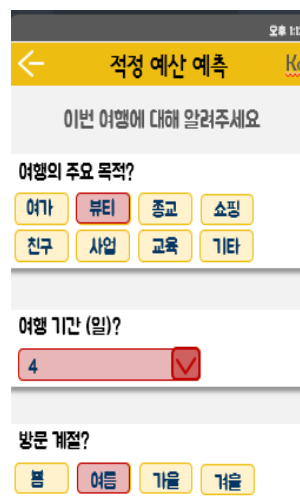 오후 1:1
적정 예산 예측
이번 여행에 대해 알려주세요
여행의 주요 목적?
여가 뷰티 종교 쇼핑
친구 사업 교육 기타
여행 기간 (일)?
4
방문 계절?
봄 여름 가을 겨울